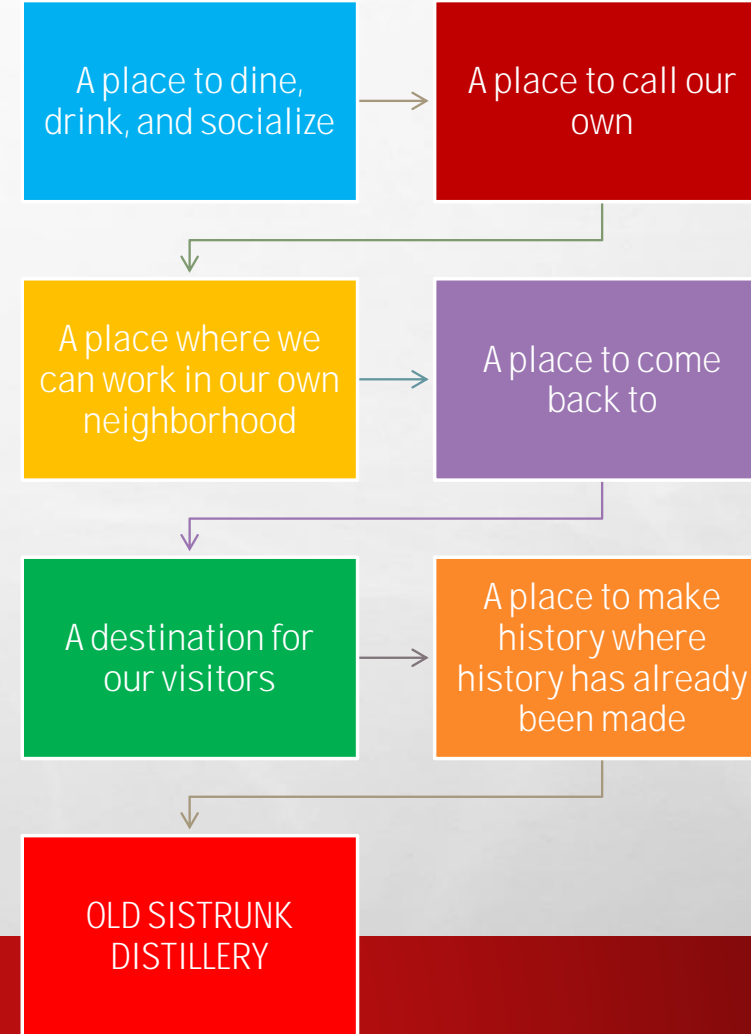 A place to dine,
drink, and socialize
A place to call our
own
A place where we
can work in our own
neighborhood
A place to come
back to
A destination for
our visitors
A place to make
history where
history has already
been made
OLD SISTRUNK
DISTILLERY